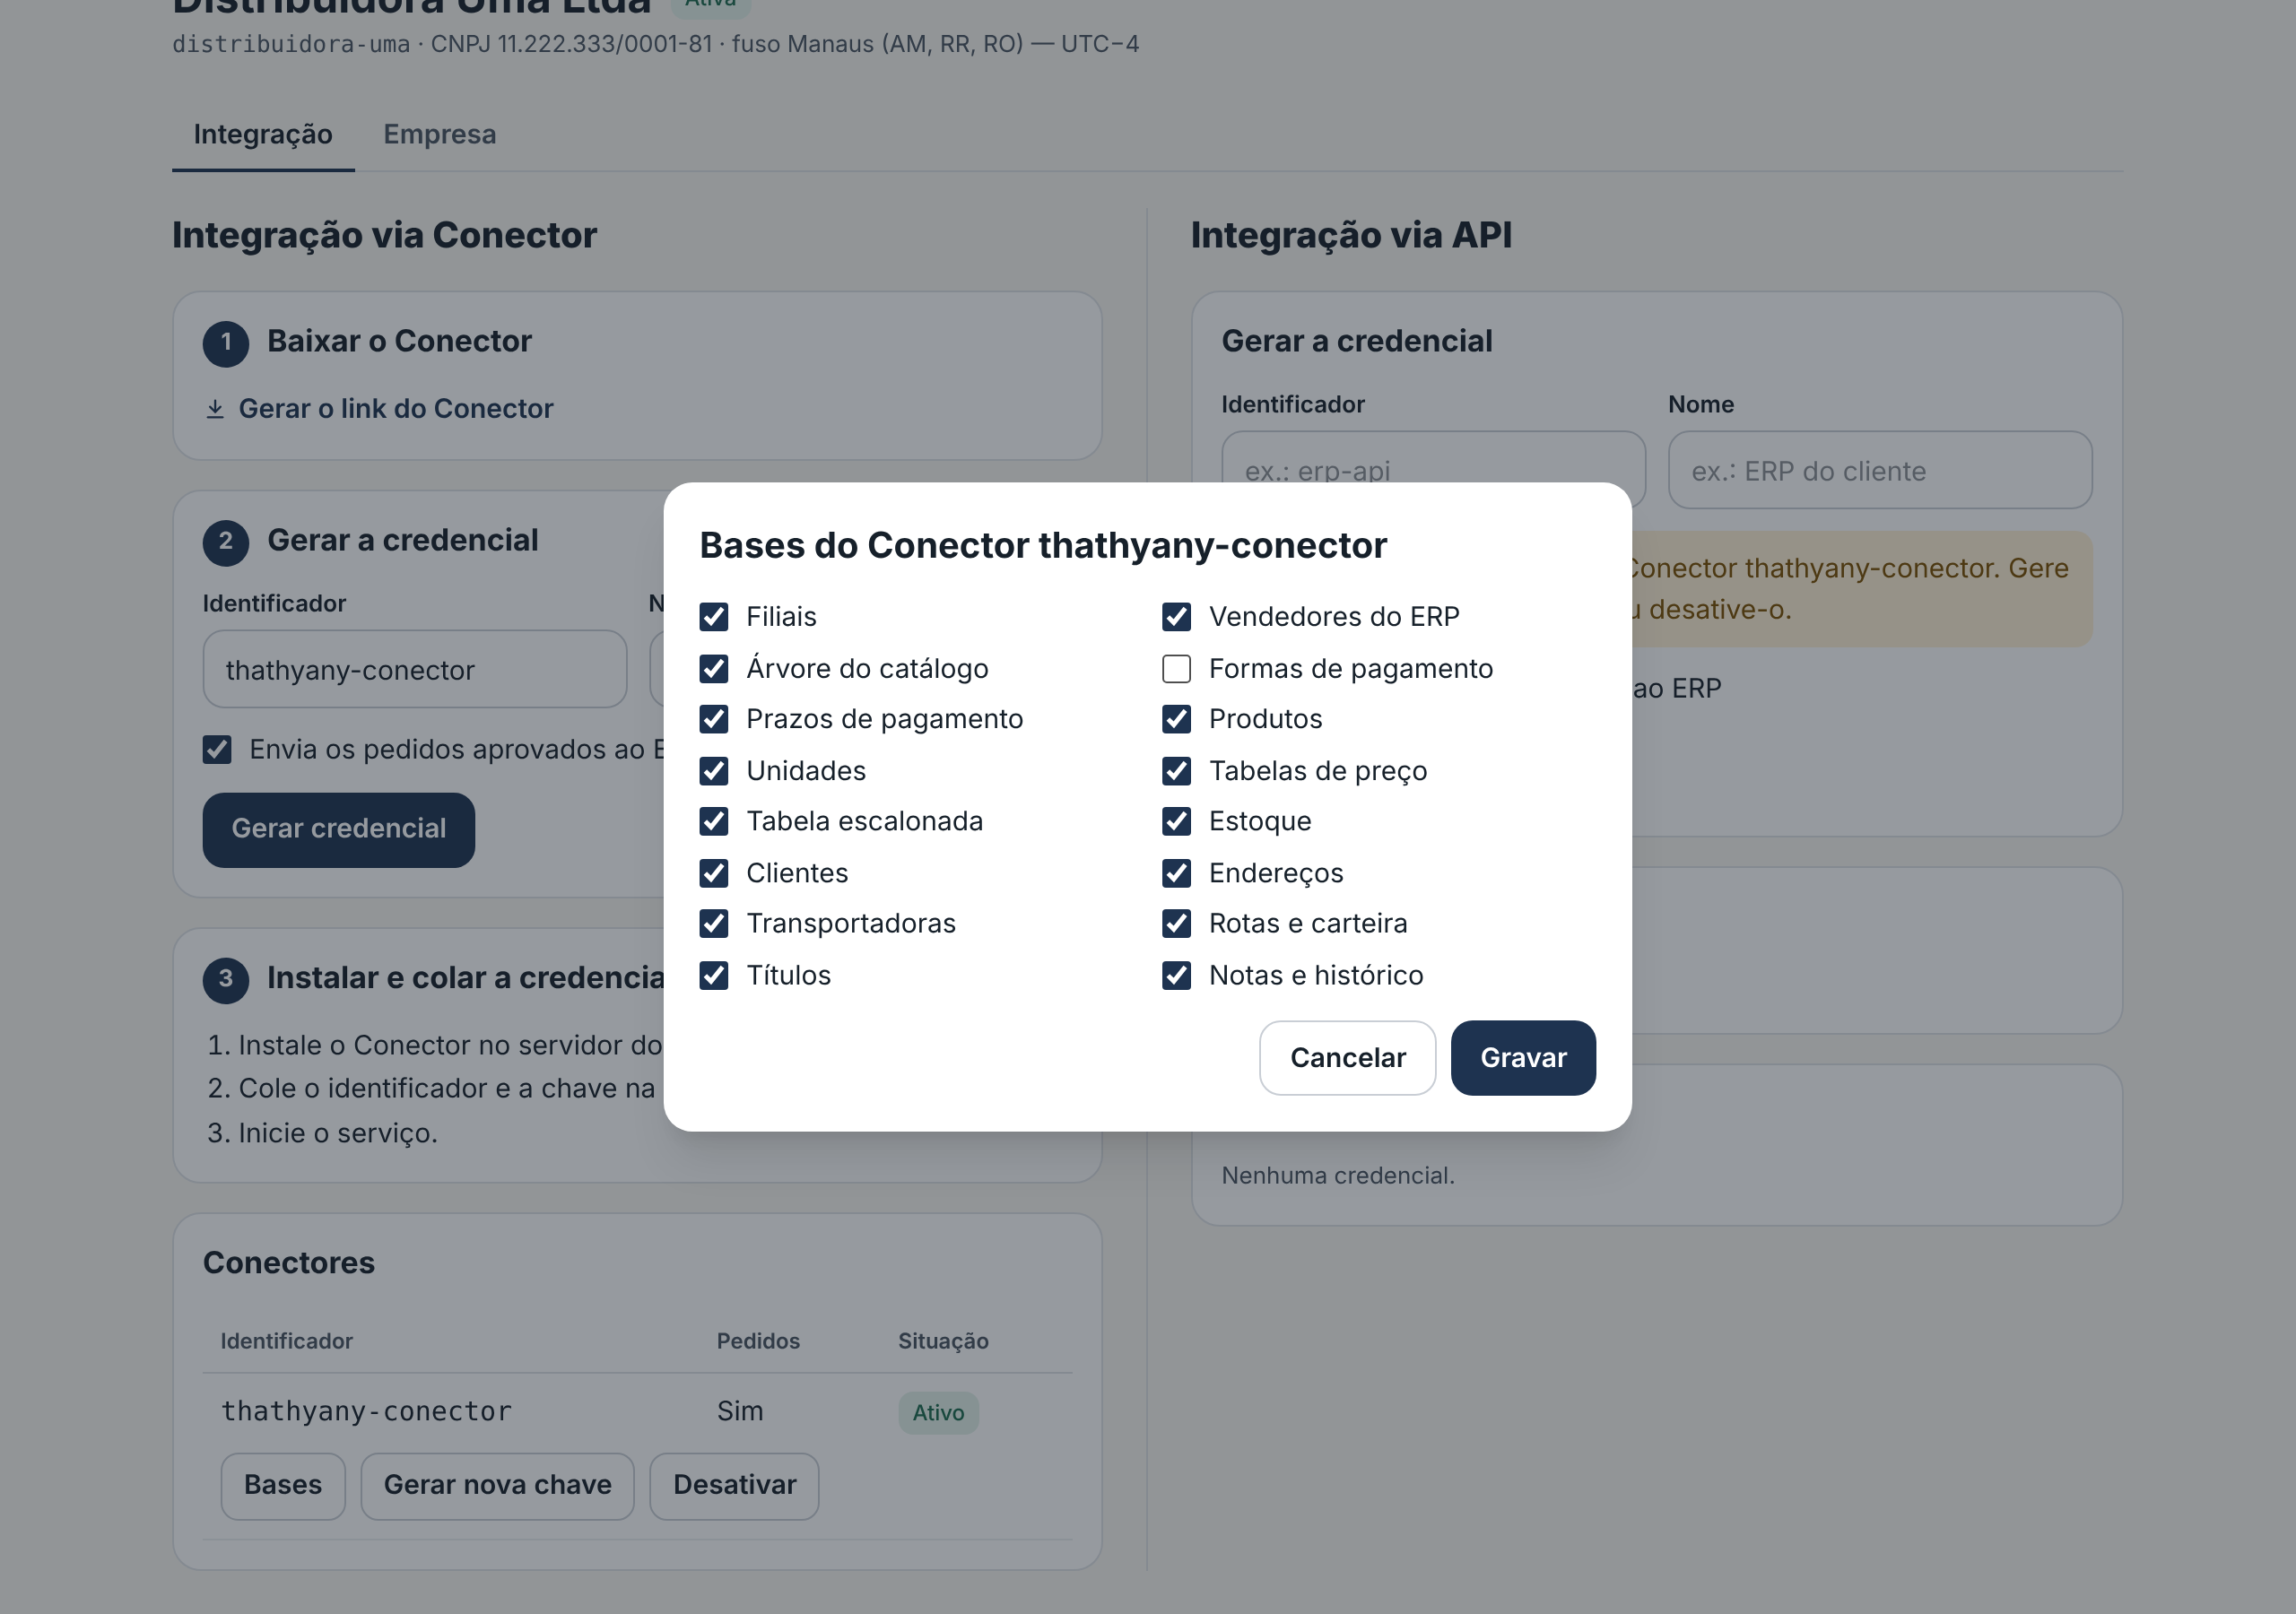 Distribuidora Uma Ltda Ativa
distribuidora-uma · CNPJ 11.222.333/0001-81 · fuso Manaus (AM, RR, RO) — UTC−4
Integração Empresa
Integração via Conector
1 Baixar o Conector
Gerar o link do Conector
2 Gerar a credencial
Identificador
thathyany-conector
Envia os pedidos aprovados ao
Gerar credencial
3 Instalar e colar a
1. Instale o Conector no servidor do
2. Cole o identificador e a chave na
3. Inicie o serviço.
Conectores
Identificador Pedidos Situação
thathyany-conector Sim Ativo
Bases Gerar nova chave Desativar
Integração via API
Gerar a credencial
Identificador Nome
ex.: erp-api ex.: ERP do cliente
Conector thathyany-conector. Gere
desative-o.
ao ERP
Nenhuma credencial.
Bases do Conector thathyany-conector
Filiais Vendedores do ERP
Árvore do catálogo Formas de pagamento
Prazos de pagamento Produtos
Unidades Tabelas de preço
Tabela escalonada Estoque
Clientes Endereços
Transportadoras Rotas e carteira
Títulos Notas e histórico
Cancelar Gravar